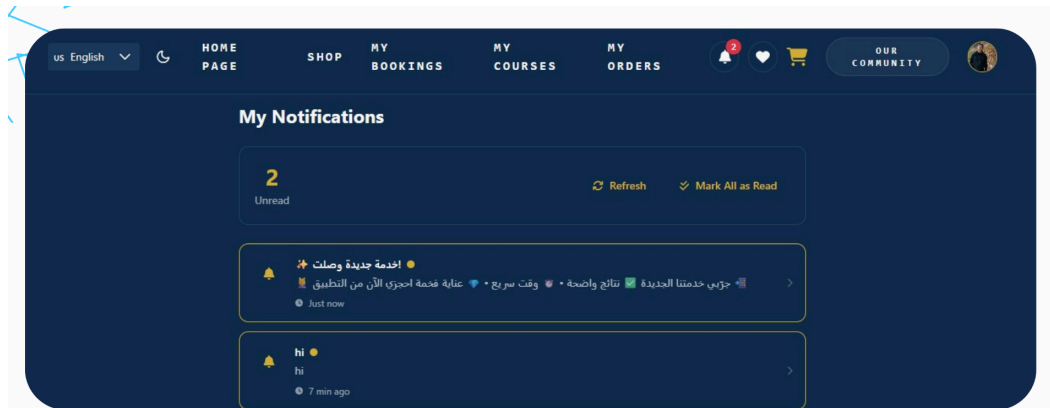 us English
HOME PAGE
SHOP
MY BOOKINGS
MY COURSES
MY ORDERS
2
OUR COMMUNITY
My Notifications
2
Unread
Refresh
Mark All as Read
✨ خدمة جديدة وصلت!
📲 جرّبي خدمتنا الجديدة ✅ نتائج واضحة • ⏱ وقت سريع • 💎 عناية فخمة احجزي الآن من التطبيق
Just now
hi
hi
7 min ago